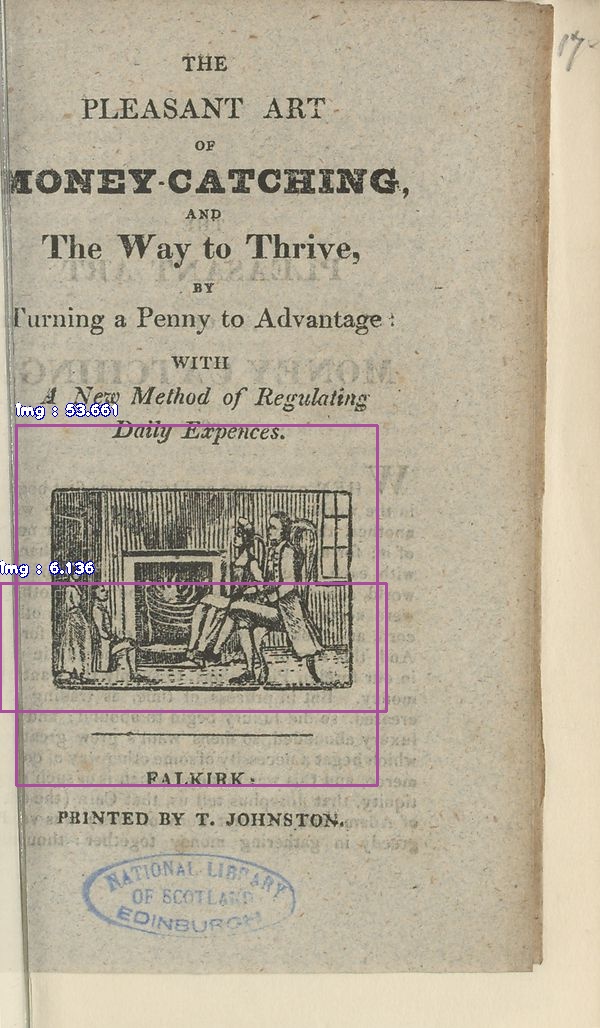 17-
THE
PLEASANT ART
OF
MONEY-CATCHING,
AND
The Way to Thrive,
BY
Turning a Penny to Advantage:
WITH
A New Method of Regulating
Daily Expences.
Img : 53.661
Img : 6.136
FALKIRK:
PRINTED BY T. JOHNSTON.
NATIONAL LIBRARY
OF SCOTLAND
EDINBURGH